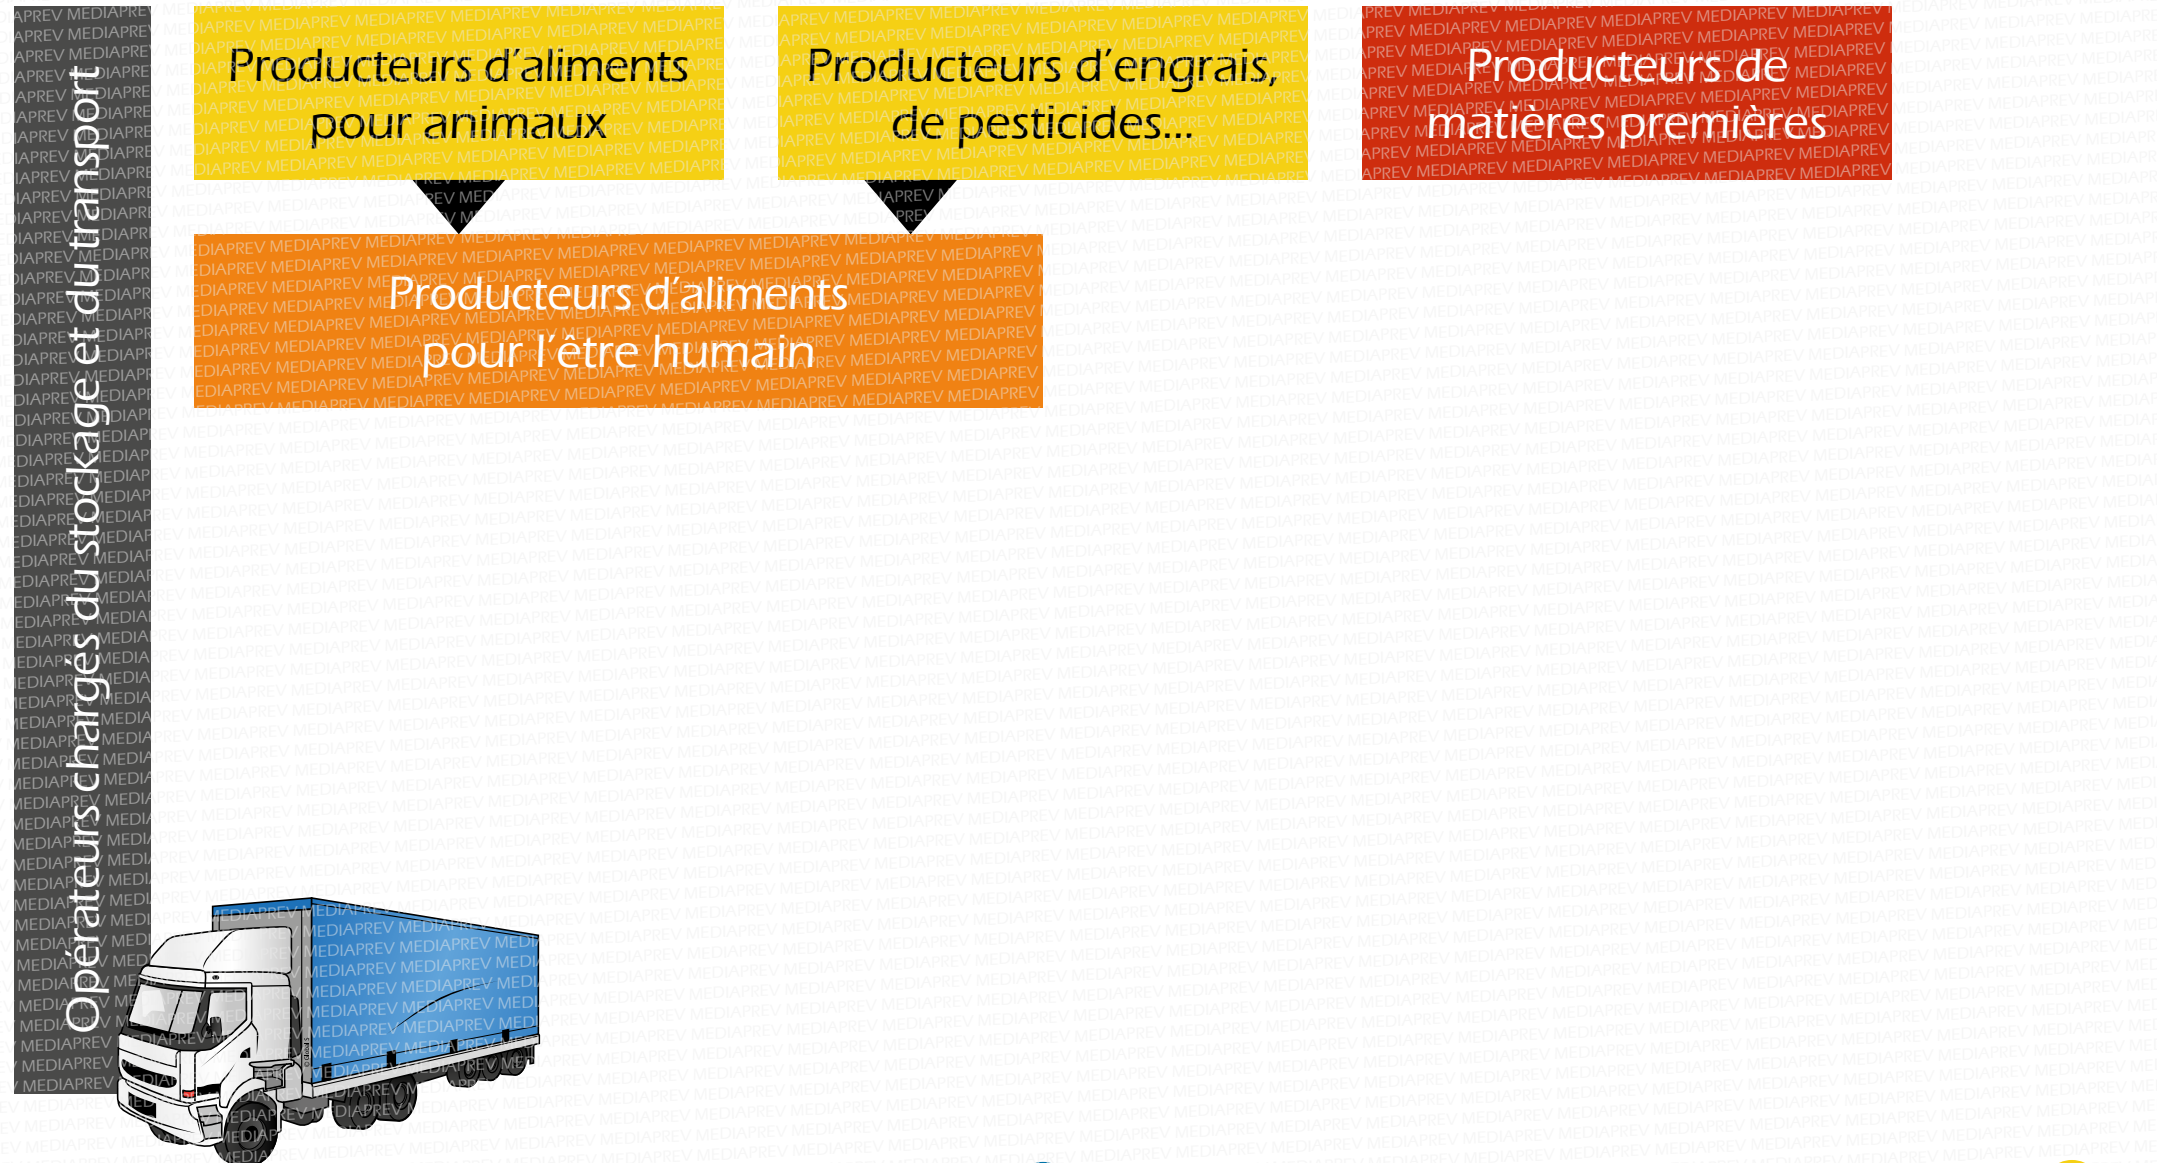 Opérateurs chargés du stockage et du transport
Producteurs d’aliments
pour animaux
Producteurs d’engrais,
de pesticides...
Producteurs de
matières premières
Producteurs d’aliments
pour l’être humain
MEDIAPREV